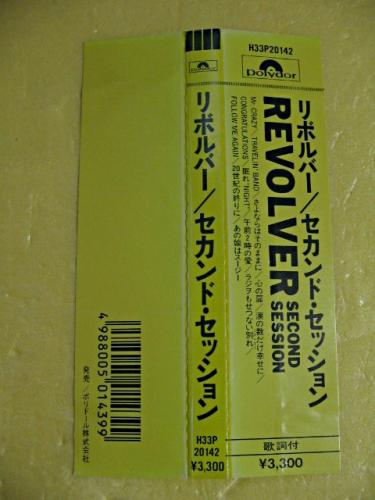 H33P20142
polydor
リボルバー/セカンド・セッション
REVOLVER SECOND SESSION
Mr. CRAZY/TRAVELIN' BAND/さよならはそのままに/心の扉/涙の数だけ幸せに/
CONGRATULATIONS/眠れぬNIGHT/午前2時の愛/ラジオもせつない別れ/
FOLLOW ME AGAIN/20世紀の終りに/あの娘はスージー
歌詞付
¥3,300
polydor
リボルバー/セカンド・セッション
H33P
20142
¥3,300
4 988005 014399
発売/ポリドール株式会社